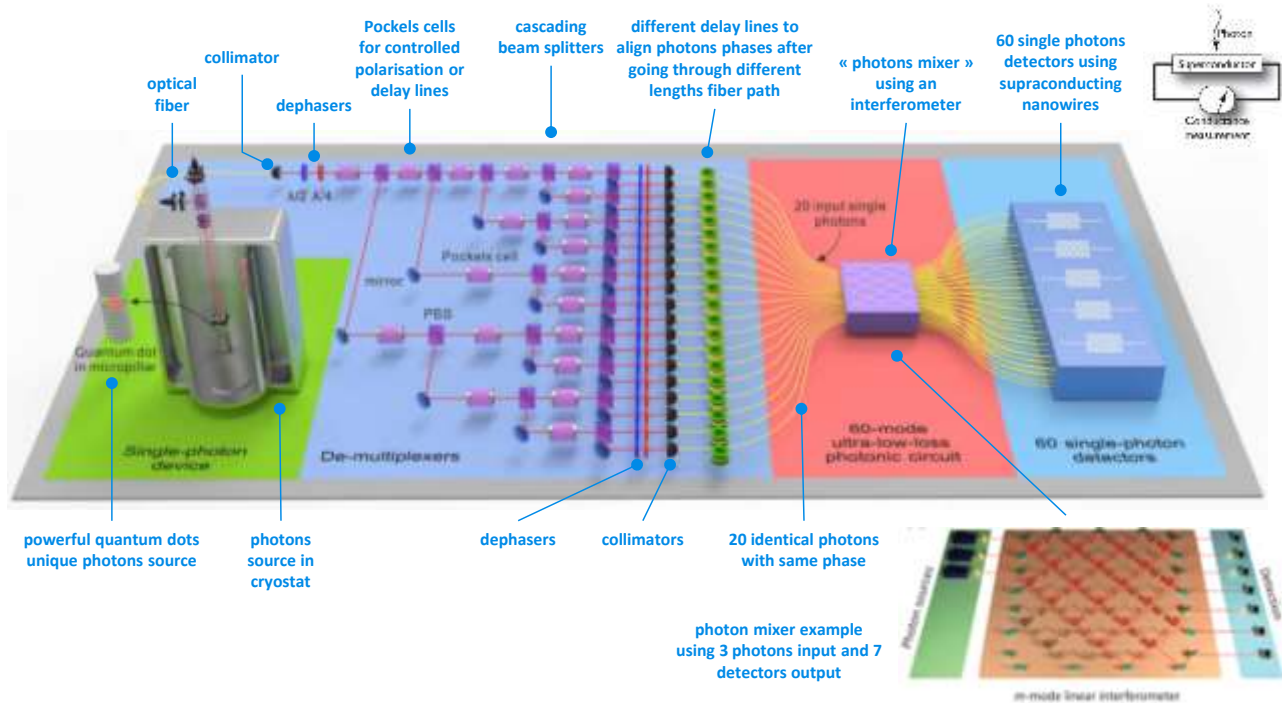 collimator
optical
fiber
dephasers
Pockels cells
for controlled
polarisation or
delay lines
cascading
beam splitters
different delay lines to
align photons phases after
going through different
lengths fiber path
« photons mixer »
using an
interferometer
60 single photons
detectors using
supraconducting
nanowires
Photon
Superconductor
Conductance
measurement
λ/2 λ/4
20 input single
photons
Pockels cell
mirror
PBS
Quantum dot
in micropillar
Single-photon
device
De-multiplexers
60-mode
ultra-low-loss
photonic circuit
60 single-photon
detectors
powerful quantum dots
unique photons source
photons
source in
cryostat
dephasers
collimators
20 identical photons
with same phase
photon mixer example
using 3 photons input and 7
detectors output
Photon sources
Detection
m-mode linear interferometer